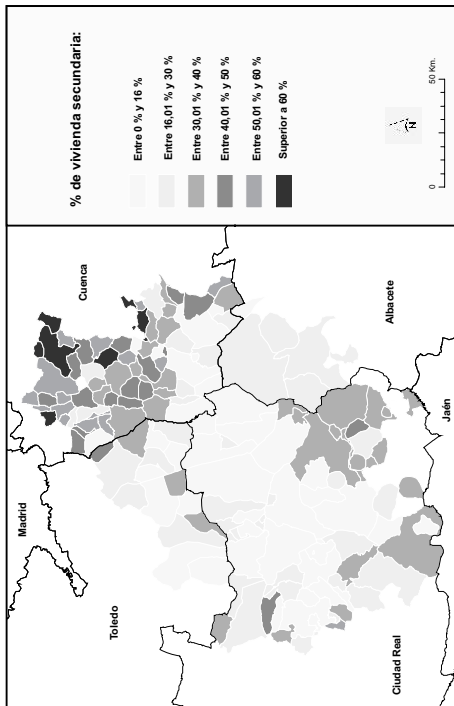 % de vivienda secundaria:
Entre 0 % y 16 %
Entre 16,01 % y 30 %
Entre 30,01 % y 40 %
Entre 40,01 % y 50 %
Entre 50,01 % y 60 %
Superior a 60 %
N
0
50 Km.
Madrid
Cuenca
Toledo
Albacete
Ciudad Real
Jaén